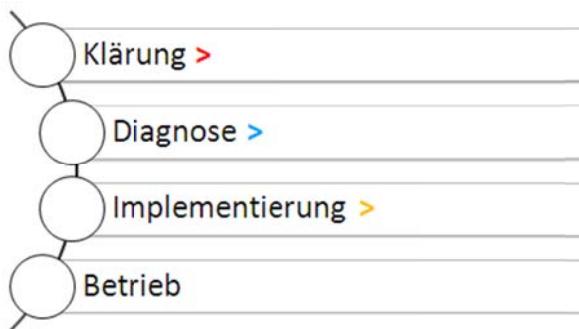 Klärung >
Diagnose >
Implementierung >
Betrieb